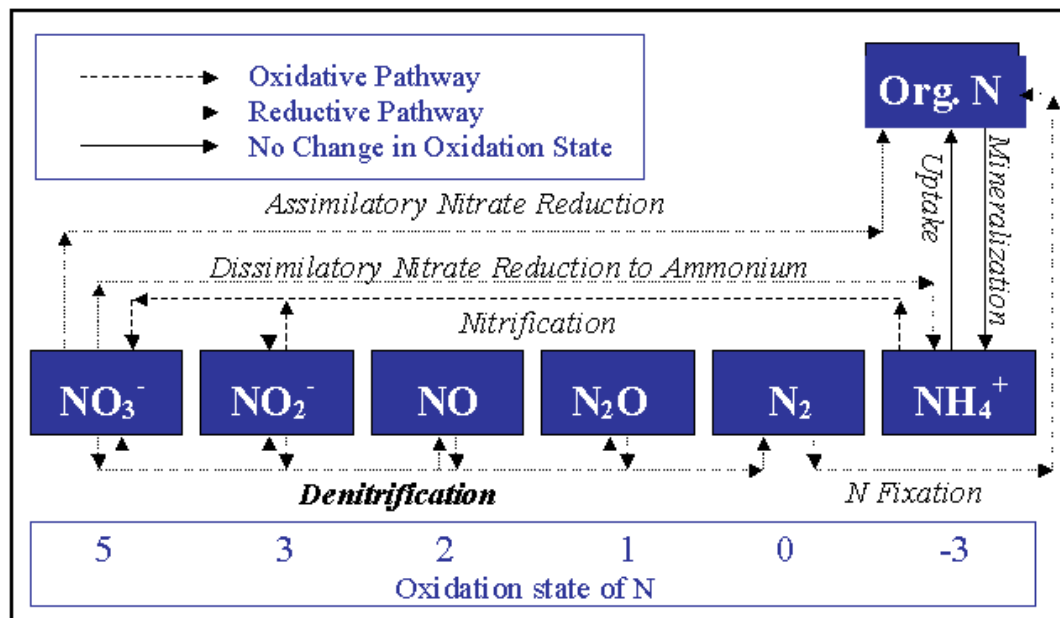 Oxidative Pathway
Reductive Pathway
No Change in Oxidation State
Org. N
Uptake
Mineralization
Assimilatory Nitrate Reduction
Dissimilatory Nitrate Reduction to Ammonium
Nitrification
NO₃⁻
NO₂⁻
NO
N₂O
N₂
NH₄⁺
Denitrification
N Fixation
5 3 2 1 0 -3
Oxidation state of N